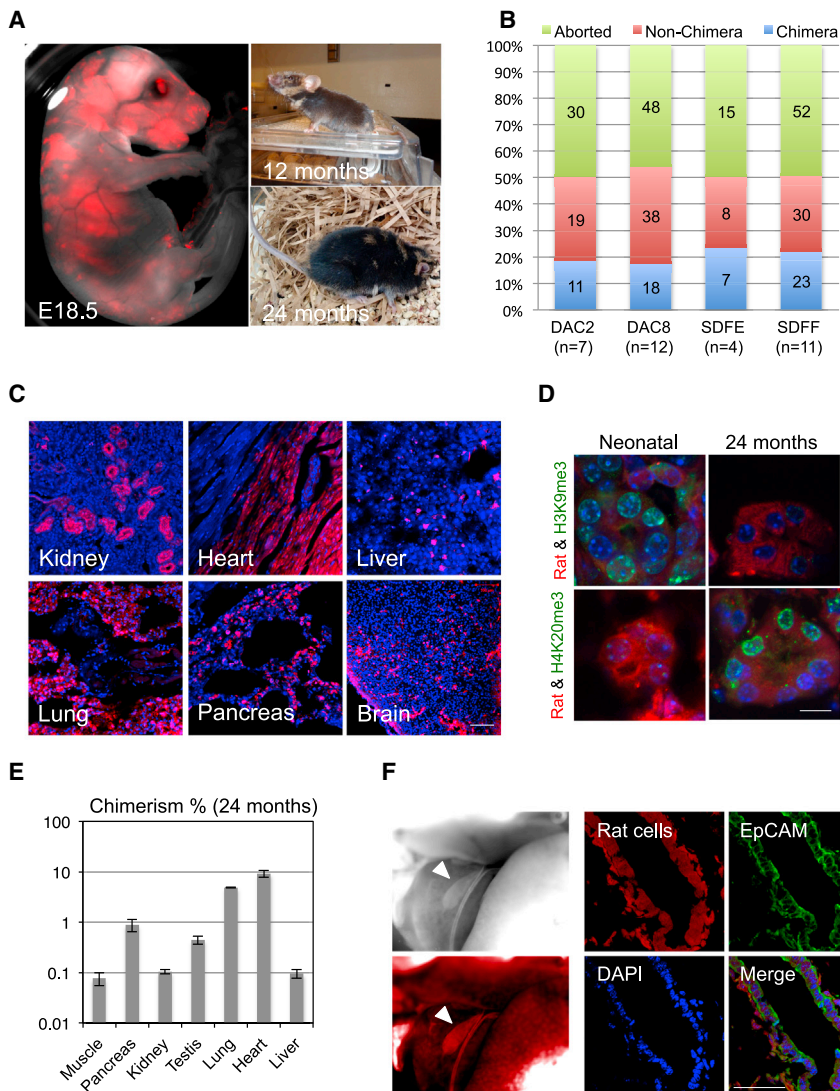 A
E18.5
12 months
24 months
B
Aborted Non-Chimera Chimera
100%
90%
80%
70%
60%
50%
40%
30%
20%
10%
0%
30 48 15 52
19 38 8 30
11 18 7 23
DAC2 DAC8 SDFE SDFF
(n=7) (n=12) (n=4) (n=11)
C
Kidney Heart Liver
Lung Pancreas Brain
D
Neonatal 24 months
Rat & H3K9me3
Rat & H4K20me3
E
Chimerism % (24 months)
100
10
1
0.1
0.01
Muscle
Pancreas
Kidney
Testis
Lung
Heart
Liver
F
Rat cells EpCAM
DAPI Merge